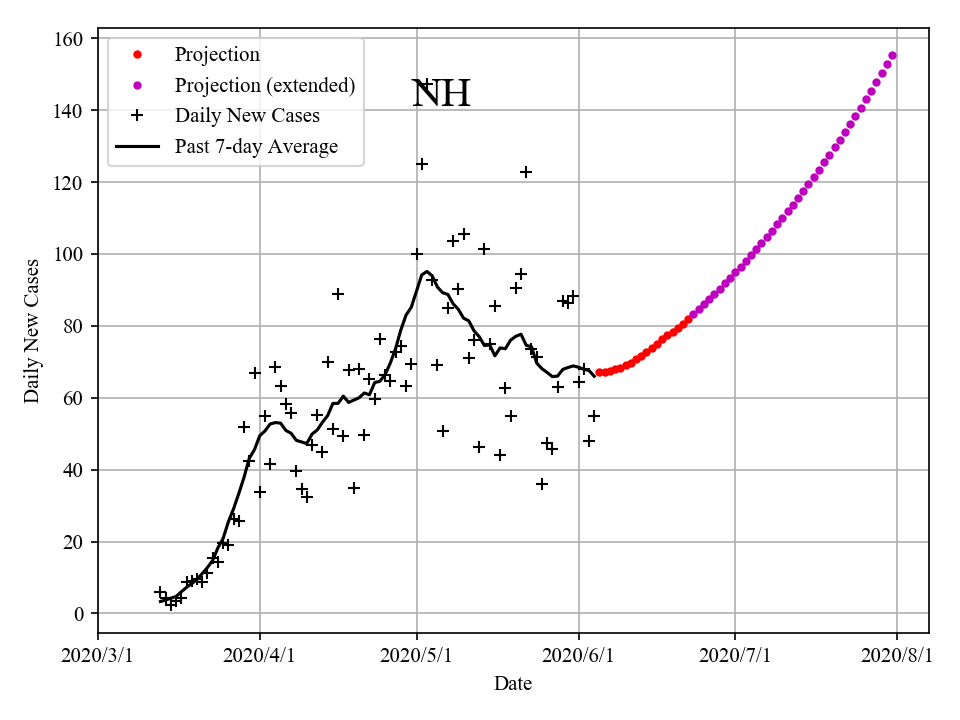 160
140
120
100
80
60
40
20
0
Daily New Cases
Projection
Projection (extended)
Daily New Cases
Past 7-day Average
NH
2020/3/1 2020/4/1 2020/5/1 2020/6/1 2020/7/1 2020/8/1
Date